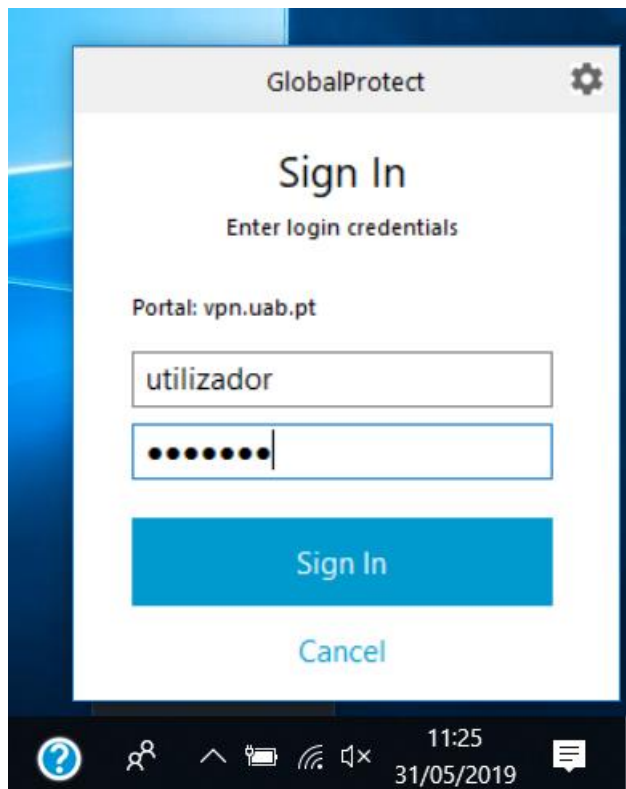 GlobalProtect
Sign In
Enter login credentials
Portal: vpn.uab.pt
utilizador
•••••••
Sign In
Cancel
11:25
31/05/2019